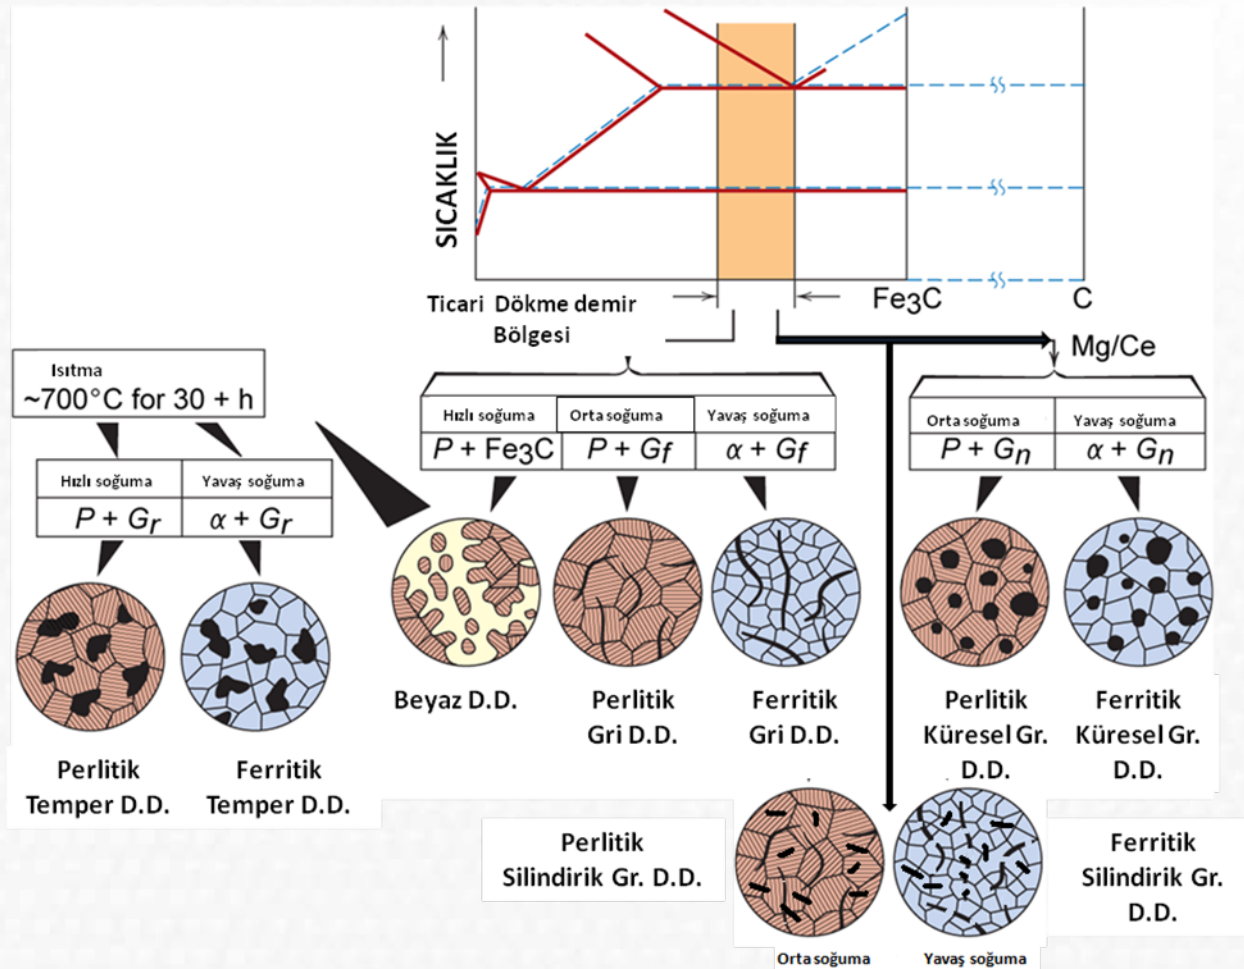 SICAKLIK
Ticari Dökme demir
Bölgesi
Fe3C
C
Mg/Ce
Isıtma
~700°C for 30 + h
Hızlı soğuma
Orta soğuma
Yavaş soğuma
P + Fe3C
P + Gf
α + Gf
Orta soğuma
Yavaş soğuma
P + Gn
α + Gn
Hızlı soğuma
Yavaş soğuma
P + Gr
α + Gr
Beyaz D.D.
Perlitik
Gri D.D.
Ferritik
Gri D.D.
Perlitik
Küresel Gr.
D.D.
Ferritik
Küresel Gr.
D.D.
Perlitik
Temper D.D.
Ferritik
Temper D.D.
Perlitik
Silindirik Gr. D.D.
Ferritik
Silindirik Gr.
D.D.
Orta soğuma
Yavaş soğuma